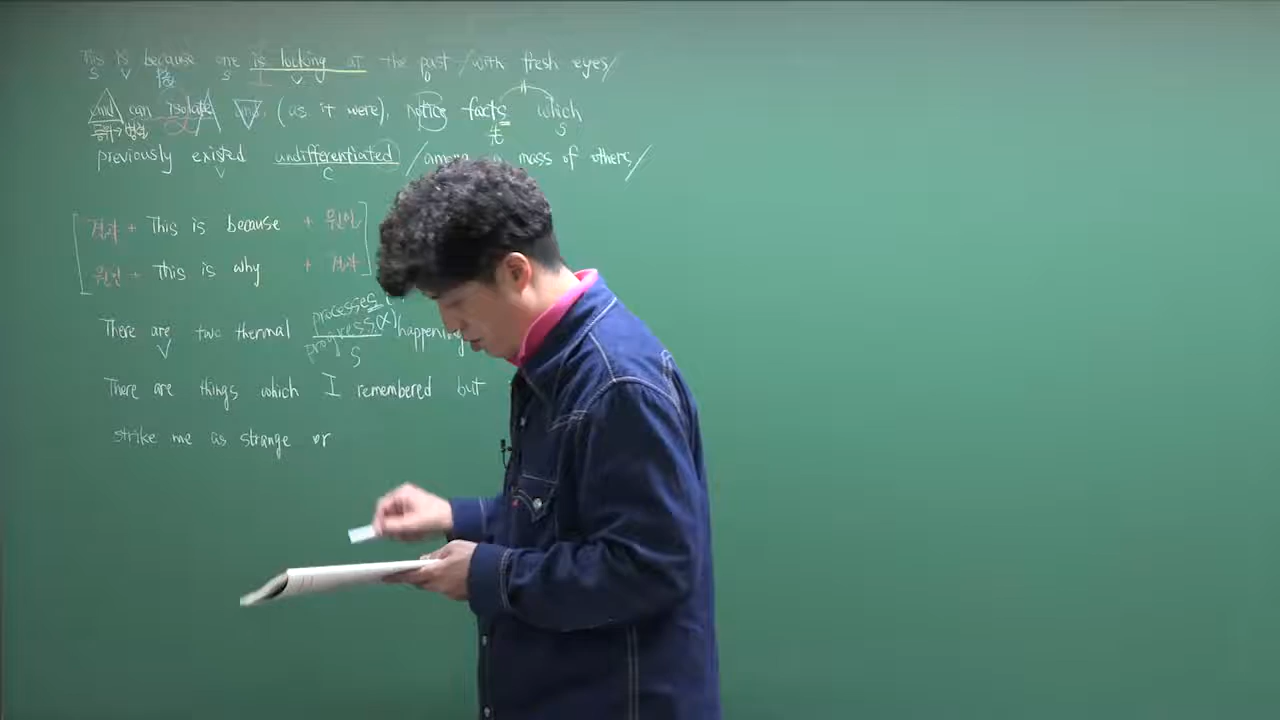 This is because one is looking at the past / with fresh eyes /
S V 접 S V V O
and can isolate and, (as it were), notice facts which
S
previously existed undifferentiated / a mass of others /
V C
결과 + This is because + 원인
원인 + This is why + 결과
processes
There are two thermal progress(X) happening
V S
There are things which I remembered but
strike me as strange or